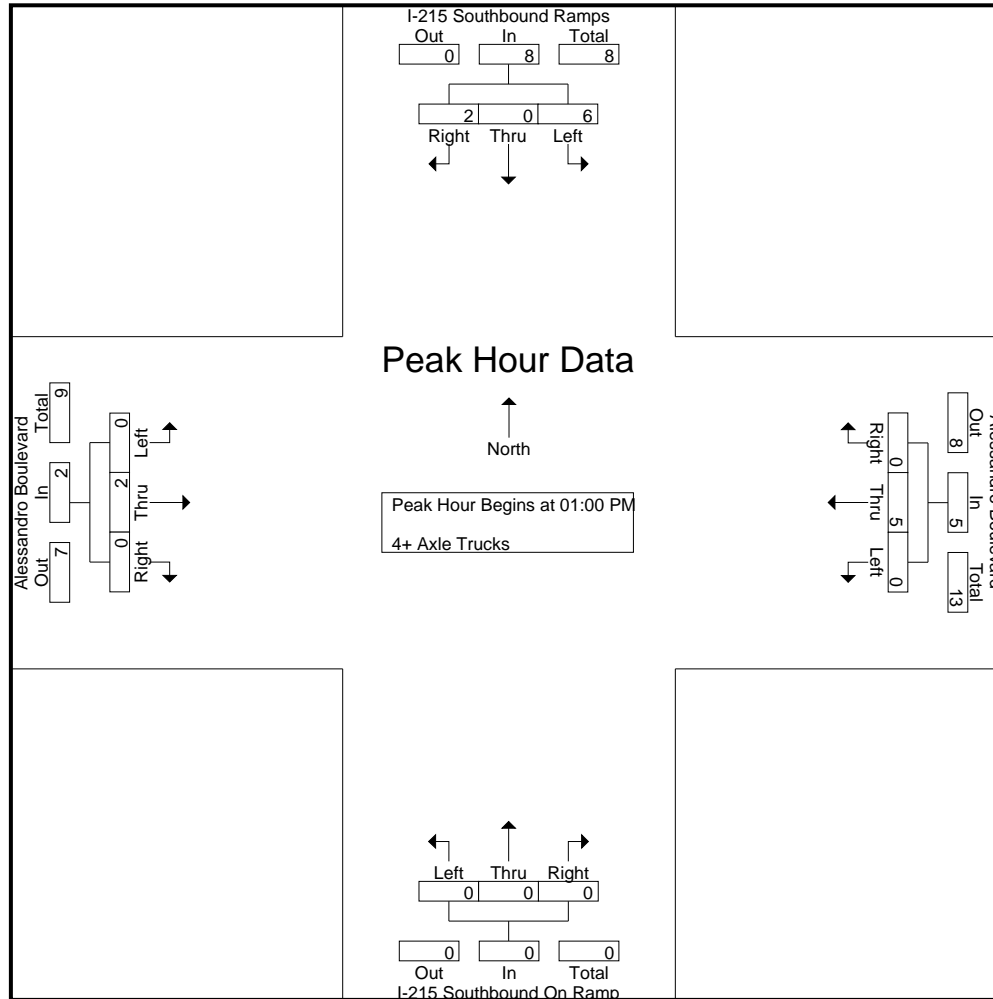 I-215 Southbound Ramps
Out In Total
0 8 8
2 0 6
Right Thru Left
Peak Hour Data
North
Peak Hour Begins at 01:00 PM
4+ Axle Trucks
Alessandro Boulevard
Total In Out
9 2 7
0 2 0
Left Thru Right
Out In Total
8 5 13
0 5 0
Right Thru Left
Left Thru Right
0 0 0
0 0 0
Out In Total
I-215 Southbound On Ramp